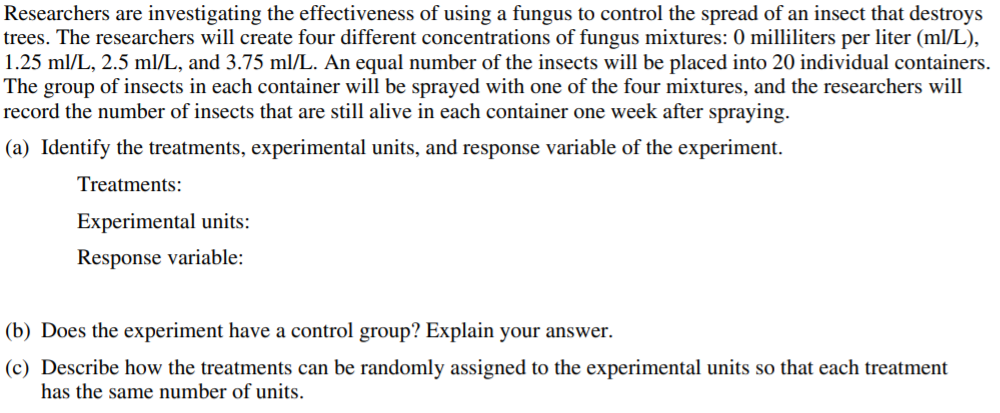 Researchers are investigating the effectiveness of using a fungus to control the spread of an insect that destroys
trees. The researchers will create four different concentrations of fungus mixtures: 0 milliliters per liter (ml/L),
1.25 ml/L, 2.5 ml/L, and 3.75 ml/L. An equal number of the insects will be placed into 20 individual containers.
The group of insects in each container will be sprayed with one of the four mixtures, and the researchers will
record the number of insects that are still alive in each container one week after spraying.
(a) Identify the treatments, experimental units, and response variable of the experiment.
Treatments:
Experimental units:
Response variable:
(b) Does the experiment have a control group? Explain your answer.
(c) Describe how the treatments can be randomly assigned to the experimental units so that each treatment
has the same number of units.